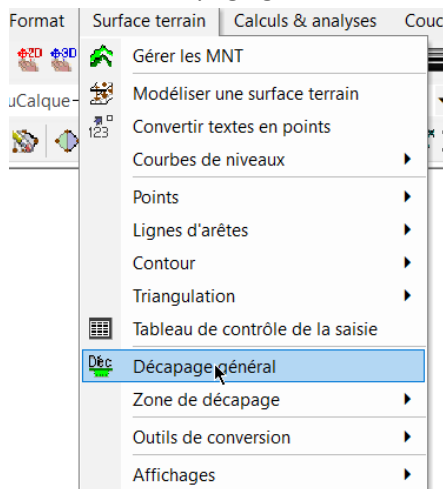 Format Surface terrain Calculs & analyses Couc
2D 3D
Gérer les MNT
uCalque-
Modéliser une surface terrain
123 Convertir textes en points
Courbes de niveaux
Points
Lignes d'arêtes
Contour
Triangulation
Tableau de contrôle de la saisie
Déc Décapage général
Zone de décapage
Outils de conversion
Affichages